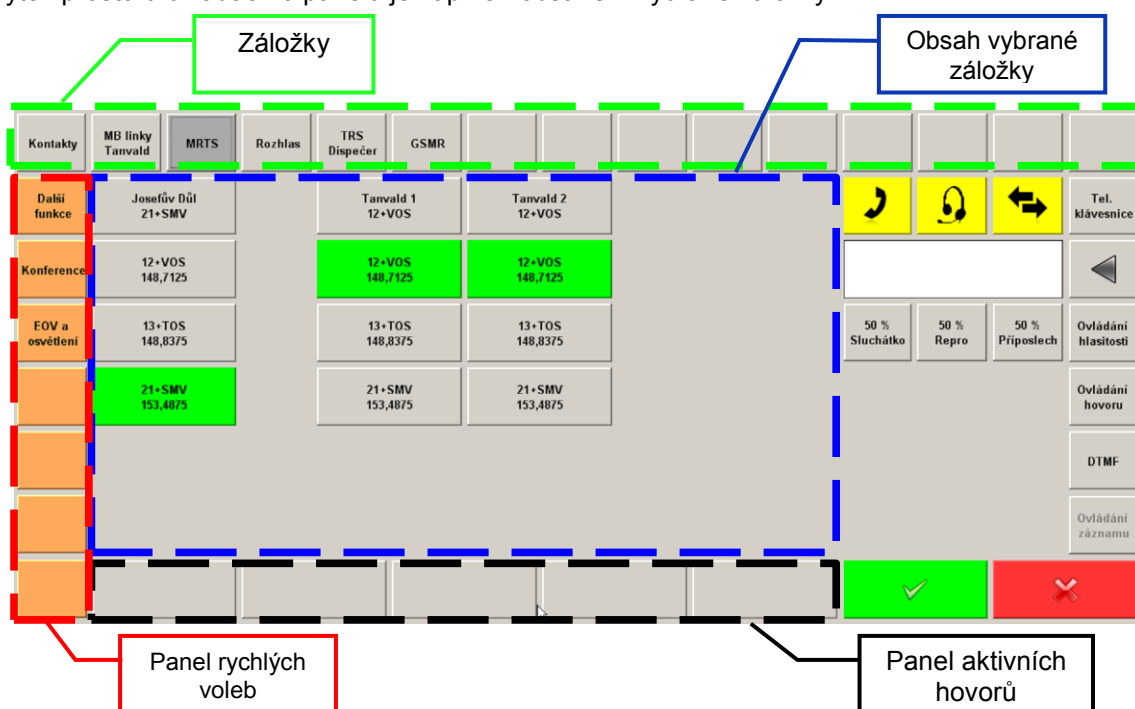 Záložky
Obsah vybrané
záložky
Kontakty
MB linky
Tanvald
MRTS
Rozhlas
TRS
Dispečer
GSMR
Další
funkce
Josefův Důl
21+SMV
Tanvald 1
12+VOS
Tanvald 2
12+VOS
Tel.
klávesnice
Konference
12+VOS
148,7125
12+VOS
148,7125
12+VOS
148,7125
EOV a
osvětlení
13+TOS
148,8375
13+TOS
148,8375
13+TOS
148,8375
50 %
Sluchátko
50 %
Repro
50 %
Příposlech
Ovládání
hlasitosti
21+SMV
153,4875
21+SMV
153,4875
21+SMV
153,4875
Ovládání
hovoru
DTMF
Ovládání
záznamu
Panel rychlých
voleb
Panel aktivních
hovorů